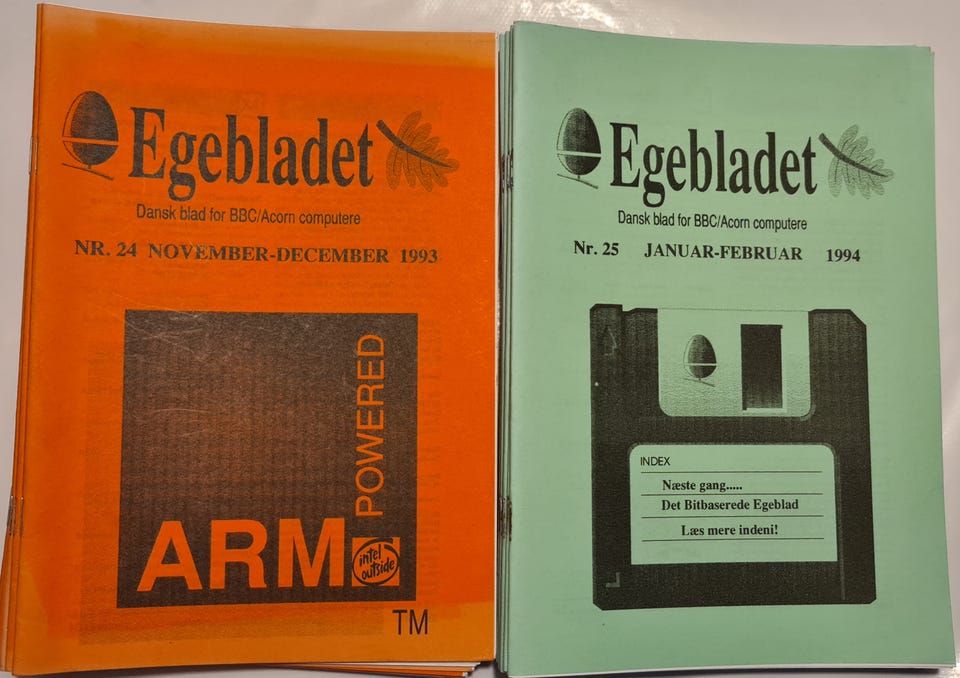 Egebladet
Dansk blad for BBC/Acorn computere
NR. 24 NOVEMBER-DECEMBER 1993
POWERED
ARM
intel
outside
TM
Egebladet
Dansk blad for BBC/Acorn computere
Nr. 25 JANUAR-FEBRUAR 1994
INDEX
Næste gang.....
Det Bitbaserede Egeblad
Læs mere indeni!